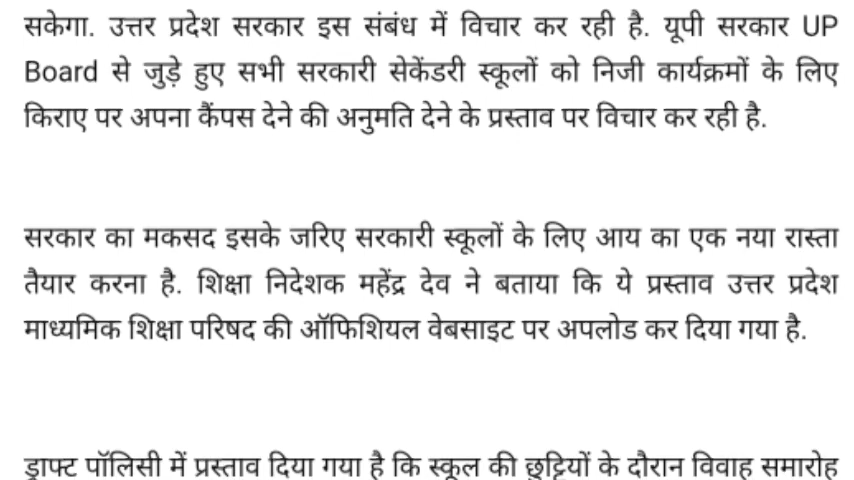 सकेगा. उत्तर प्रदेश सरकार इस संबंध में विचार कर रही है. यूपी सरकार UP
Board से जुड़े हुए सभी सरकारी सेकेंडरी स्कूलों को निजी कार्यक्रमों के लिए
किराए पर अपना कैंपस देने की अनुमति देने के प्रस्ताव पर विचार कर रही है.
सरकार का मकसद इसके जरिए सरकारी स्कूलों के लिए आय का एक नया रास्ता
तैयार करना है. शिक्षा निदेशक महेंद्र देव ने बताया कि ये प्रस्ताव उत्तर प्रदेश
माध्यमिक शिक्षा परिषद की ऑफिशियल वेबसाइट पर अपलोड कर दिया गया है.
ड्राफ्ट पॉलिसी में प्रस्ताव दिया गया है कि स्कूल की छुट्टियों के दौरान विवाह समारोह